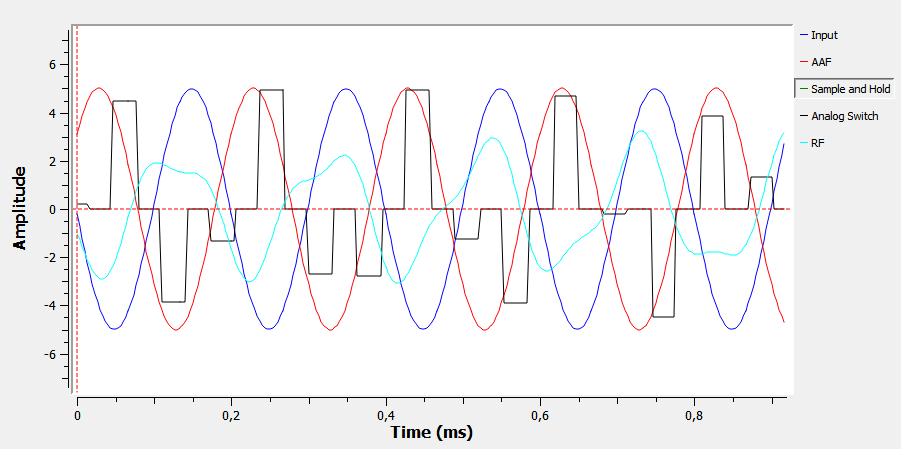 Input
AAF
Sample and Hold
Analog Switch
RF
Amplitude
6
4
2
0
-2
-4
-6
0
0,2
0,4
0,6
0,8
Time (ms)